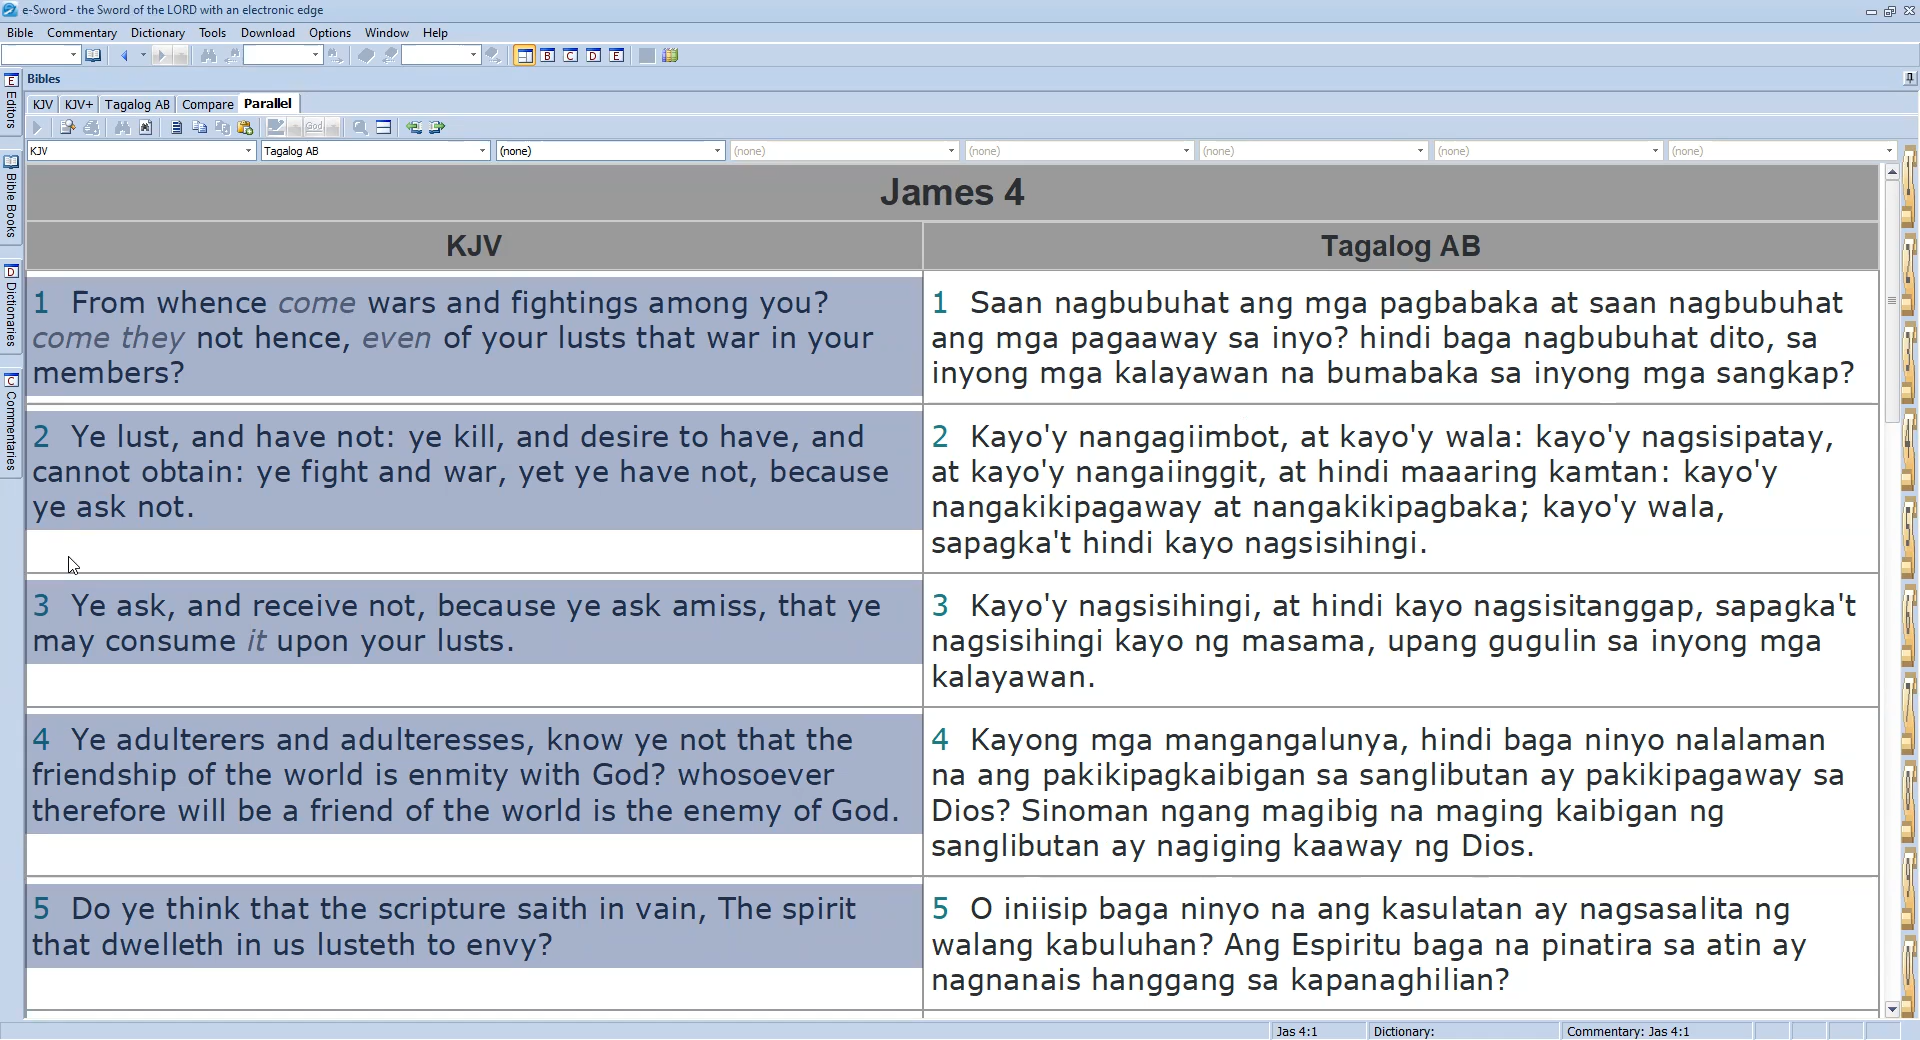 e-Sword - the Sword of the LORD with an electronic edge
Bible Commentary Dictionary Tools Download Options Window Help
B C D E
Bibles
KJV KJV+ Tagalog AB Compare Parallel
God
KJV Tagalog AB (none) (none) (none) (none) (none) (none)
E Editors
Bible Books
D Dictionaries
C Commentaries
James 4
KJV
1 From whence come wars and fightings among you?
come they not hence, even of your lusts that war in your
members?
2 Ye lust, and have not: ye kill, and desire to have, and
cannot obtain: ye fight and war, yet ye have not, because
ye ask not.
3 Ye ask, and receive not, because ye ask amiss, that ye
may consume it upon your lusts.
4 Ye adulterers and adulteresses, know ye not that the
friendship of the world is enmity with God? whosoever
therefore will be a friend of the world is the enemy of God.
5 Do ye think that the scripture saith in vain, The spirit
that dwelleth in us lusteth to envy?
Tagalog AB
1 Saan nagbubuhat ang mga pagbabaka at saan nagbubuhat
ang mga pagaaway sa inyo? hindi baga nagbubuhat dito, sa
inyong mga kalayawan na bumabaka sa inyong mga sangkap?
2 Kayo'y nangagiimbot, at kayo'y wala: kayo'y nagsisipatay,
at kayo'y nangaiinggit, at hindi maaaring kamtan: kayo'y
nangakikipagaway at nangakikipagbaka; kayo'y wala,
sapagka't hindi kayo nagsisihingi.
3 Kayo'y nagsisihingi, at hindi kayo nagsisitanggap, sapagka't
nagsisihingi kayo ng masama, upang gugulin sa inyong mga
kalayawan.
4 Kayong mga mangangalunya, hindi baga ninyo nalalaman
na ang pakikipagkaibigan sa sanglibutan ay pakikipagaway sa
Dios? Sinoman ngang magibig na maging kaibigan ng
sanglibutan ay nagiging kaaway ng Dios.
5 O iniisip baga ninyo na ang kasulatan ay nagsasalita ng
walang kabuluhan? Ang Espiritu baga na pinatira sa atin ay
nagnanais hanggang sa kapanaghilian?
Jas 4:1 Dictionary: Commentary: Jas 4:1